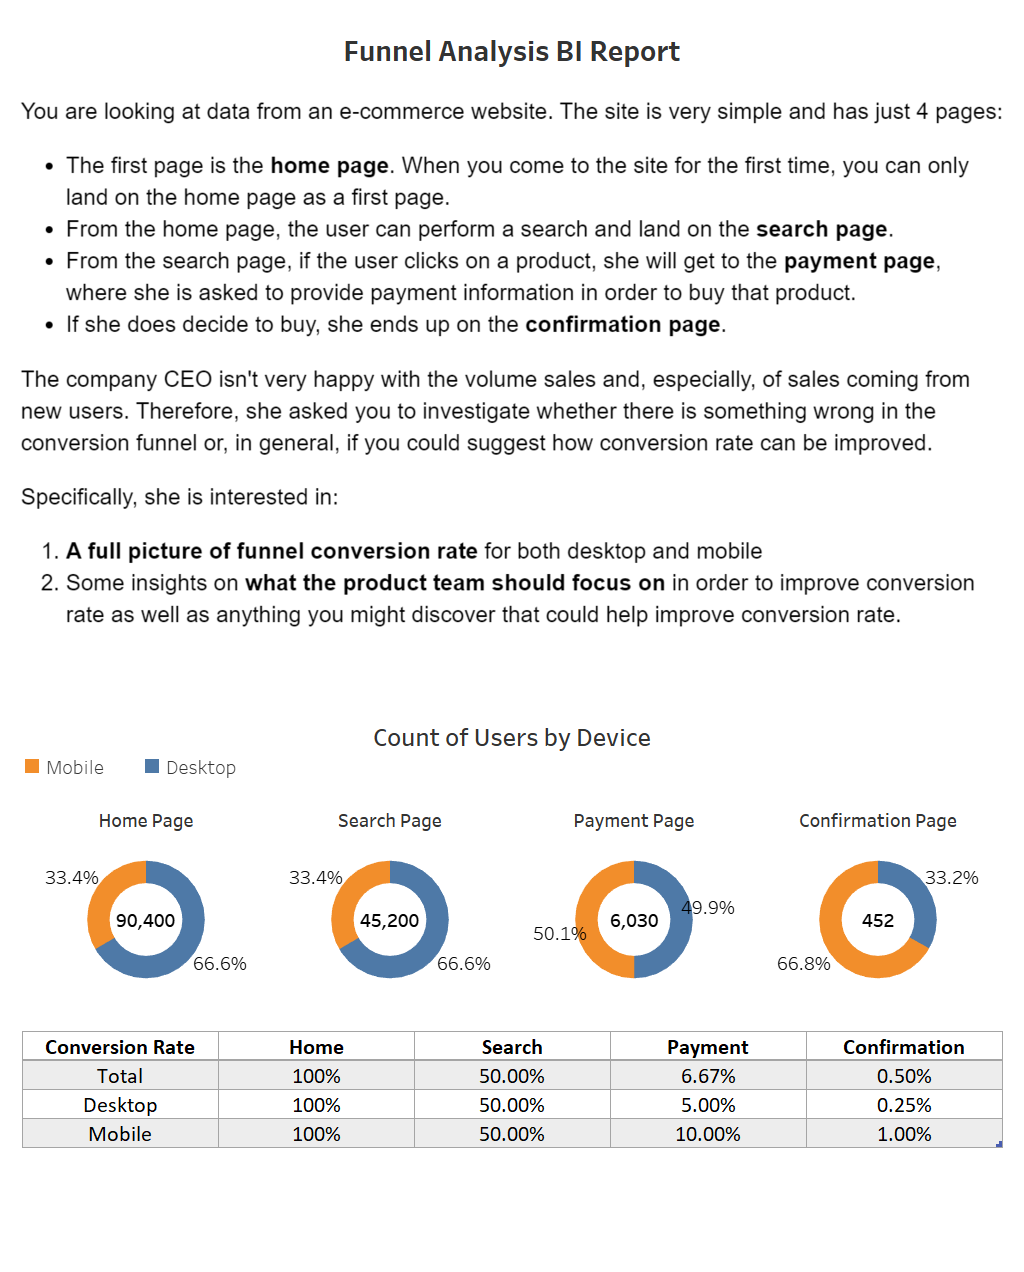 Funnel Analysis BI Report
You are looking at data from an e-commerce website. The site is very simple and has just 4 pages:
• The first page is the home page. When you come to the site for the first time, you can only
land on the home page as a first page.
• From the home page, the user can perform a search and land on the search page.
• From the search page, if the user clicks on a product, she will get to the payment page,
where she is asked to provide payment information in order to buy that product.
• If she does decide to buy, she ends up on the confirmation page.
The company CEO isn't very happy with the volume sales and, especially, of sales coming from
new users. Therefore, she asked you to investigate whether there is something wrong in the
conversion funnel or, in general, if you could suggest how conversion rate can be improved.
Specifically, she is interested in:
1. A full picture of funnel conversion rate for both desktop and mobile
2. Some insights on what the product team should focus on in order to improve conversion
rate as well as anything you might discover that could help improve conversion rate.
Count of Users by Device
Mobile Desktop
Home Page Search Page Payment Page Confirmation Page
33.4% 33.4% 33.2%
90,400 45,200 50.1% 6,030 49.9% 452
66.6% 66.6% 66.8%
Conversion Rate Home Search Payment Confirmation
Total 100% 50.00% 6.67% 0.50%
Desktop 100% 50.00% 5.00% 0.25%
Mobile 100% 50.00% 10.00% 1.00%